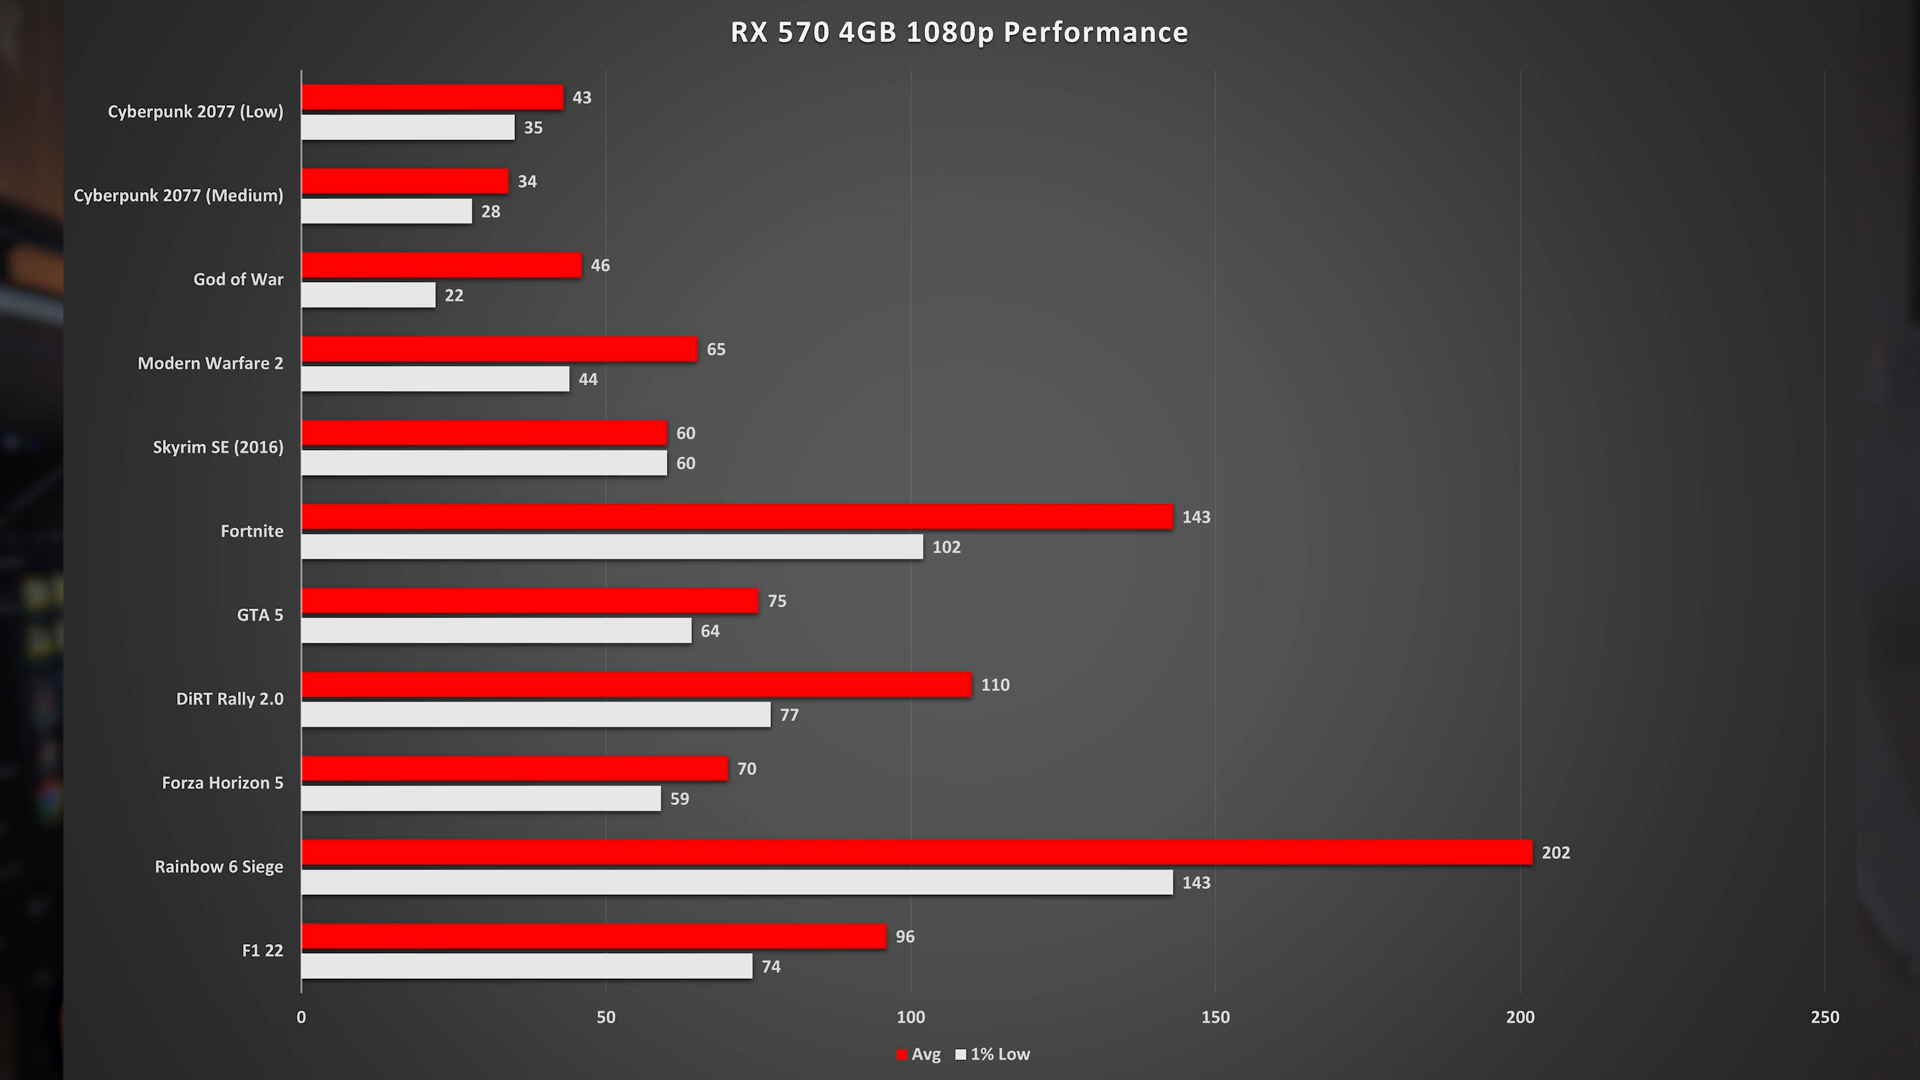 RX 570 4GB 1080p Performance
Cyberpunk 2077 (Low)
43
35
Cyberpunk 2077 (Medium)
34
28
God of War
46
22
Modern Warfare 2
65
44
Skyrim SE (2016)
60
60
Fortnite
143
102
GTA 5
75
64
DiRT Rally 2.0
110
77
Forza Horizon 5
70
59
Rainbow 6 Siege
202
143
F1 22
96
74
0 50 100 150 200 250
Avg 1% Low